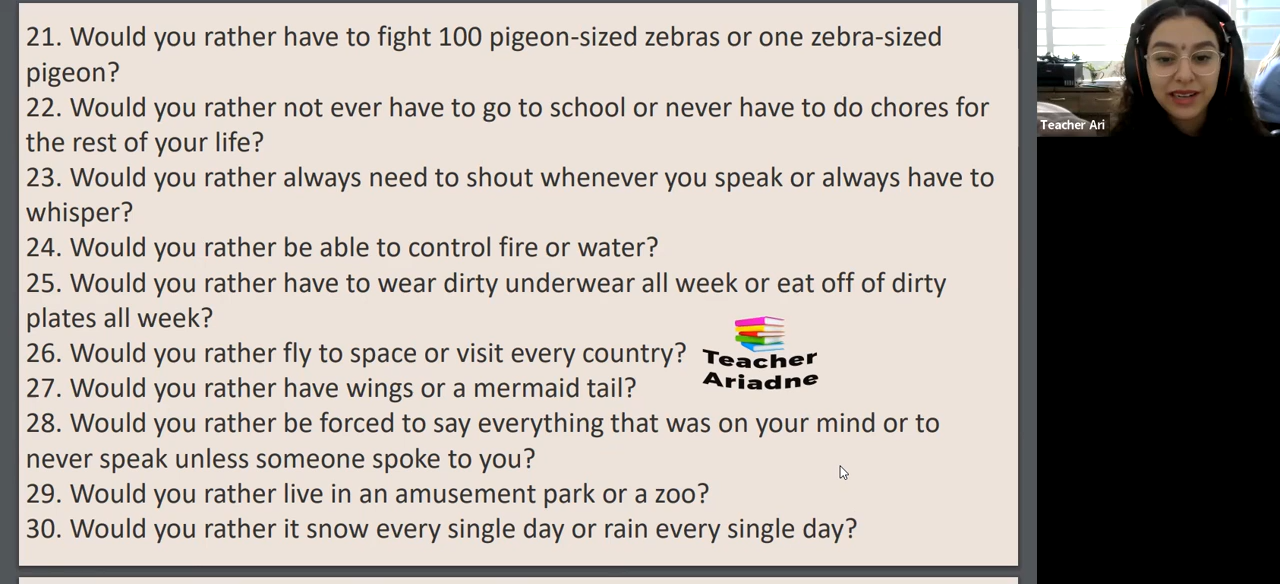 21. Would you rather have to fight 100 pigeon-sized zebras or one zebra-sized
pigeon?
22. Would you rather not ever have to go to school or never have to do chores for
the rest of your life?
23. Would you rather always need to shout whenever you speak or always have to
whisper?
24. Would you rather be able to control fire or water?
25. Would you rather have to wear dirty underwear all week or eat off of dirty
plates all week?
26. Would you rather fly to space or visit every country?
27. Would you rather have wings or a mermaid tail?
28. Would you rather be forced to say everything that was on your mind or to
never speak unless someone spoke to you?
29. Would you rather live in an amusement park or a zoo?
30. Would you rather it snow every single day or rain every single day?
Teacher
Ariadne
Teacher Ari